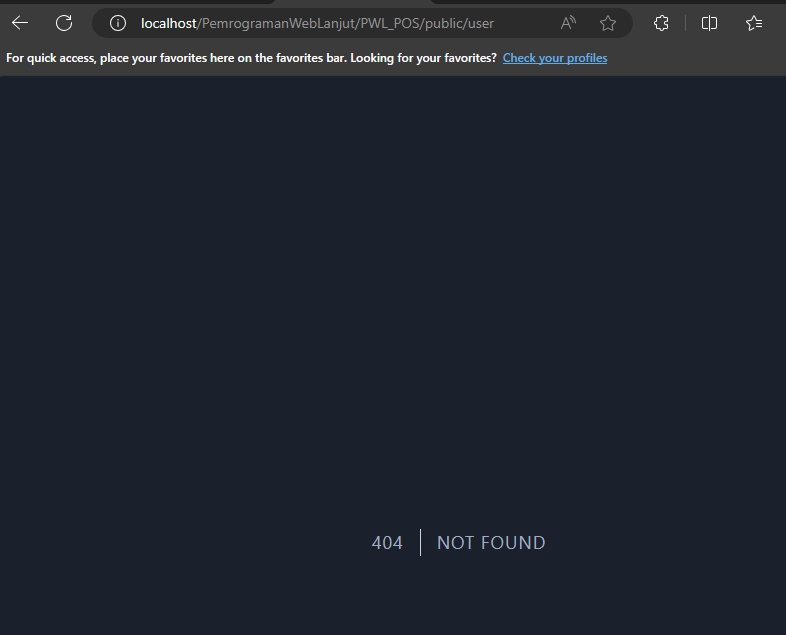 localhost/PemrogramanWebLanjut/PWL_POS/public/user
For quick access, place your favorites here on the favorites bar. Looking for your favorites? Check your profiles
404 NOT FOUND